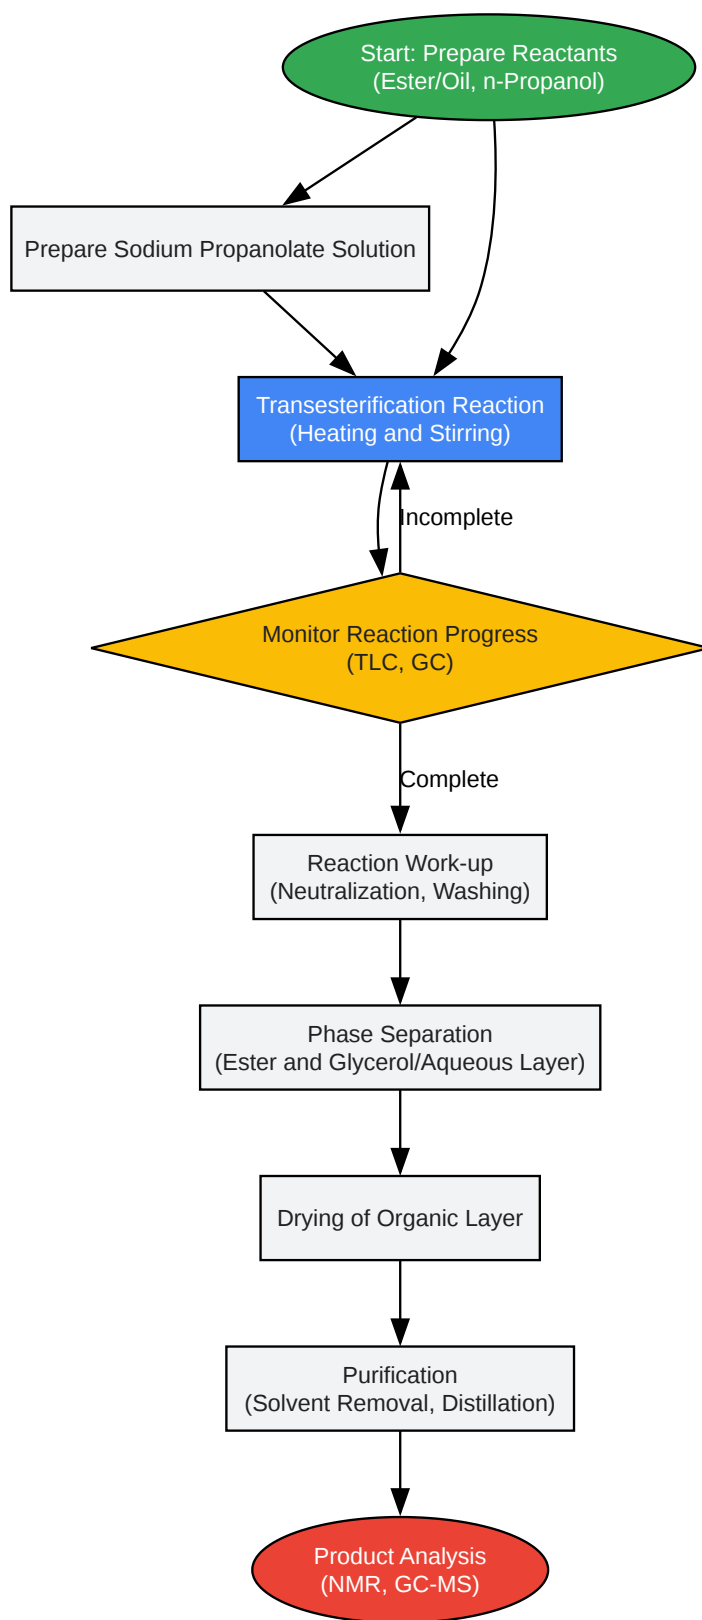 Start: Prepare Reactants
(Ester/Oil, n-Propanol)
Prepare Sodium Propanolate Solution
Transesterification Reaction
(Heating and Stirring)
Incomplete
Monitor Reaction Progress
(TLC, GC)
Complete
Reaction Work-up
(Neutralization, Washing)
Phase Separation
(Ester and Glycerol/Aqueous Layer)
Drying of Organic Layer
Purification
(Solvent Removal, Distillation)
Product Analysis
(NMR, GC-MS)